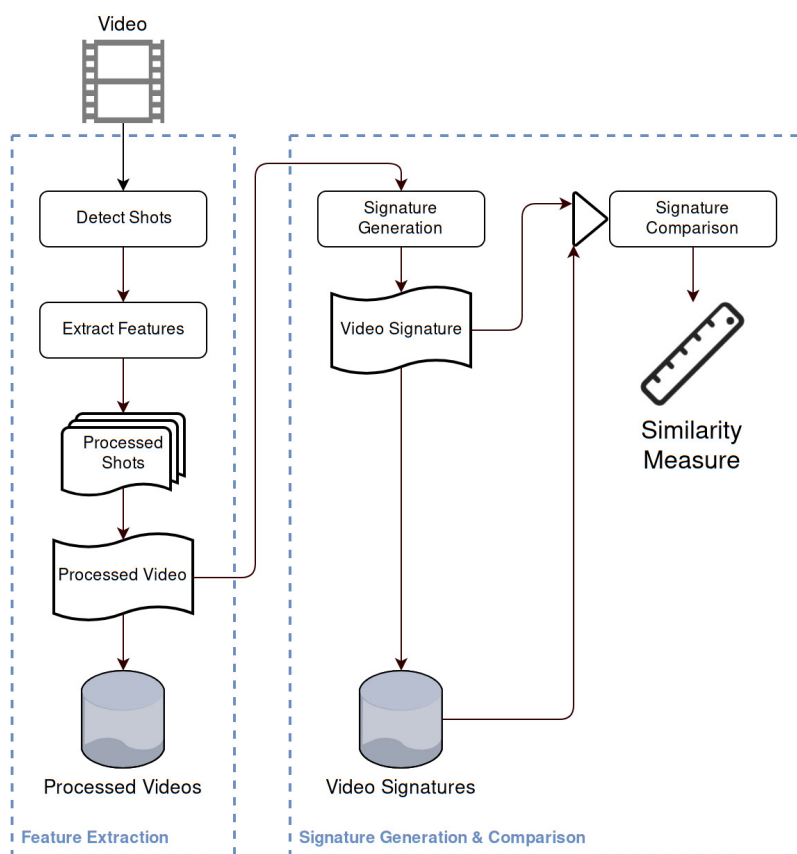 Video
Detect Shots
Extract Features
Processed
Shots
Processed Video
Processed Videos
Feature Extraction
Signature
Generation
Video Signature
Video Signatures
Signature
Comparison
Similarity
Measure
Signature Generation & Comparison